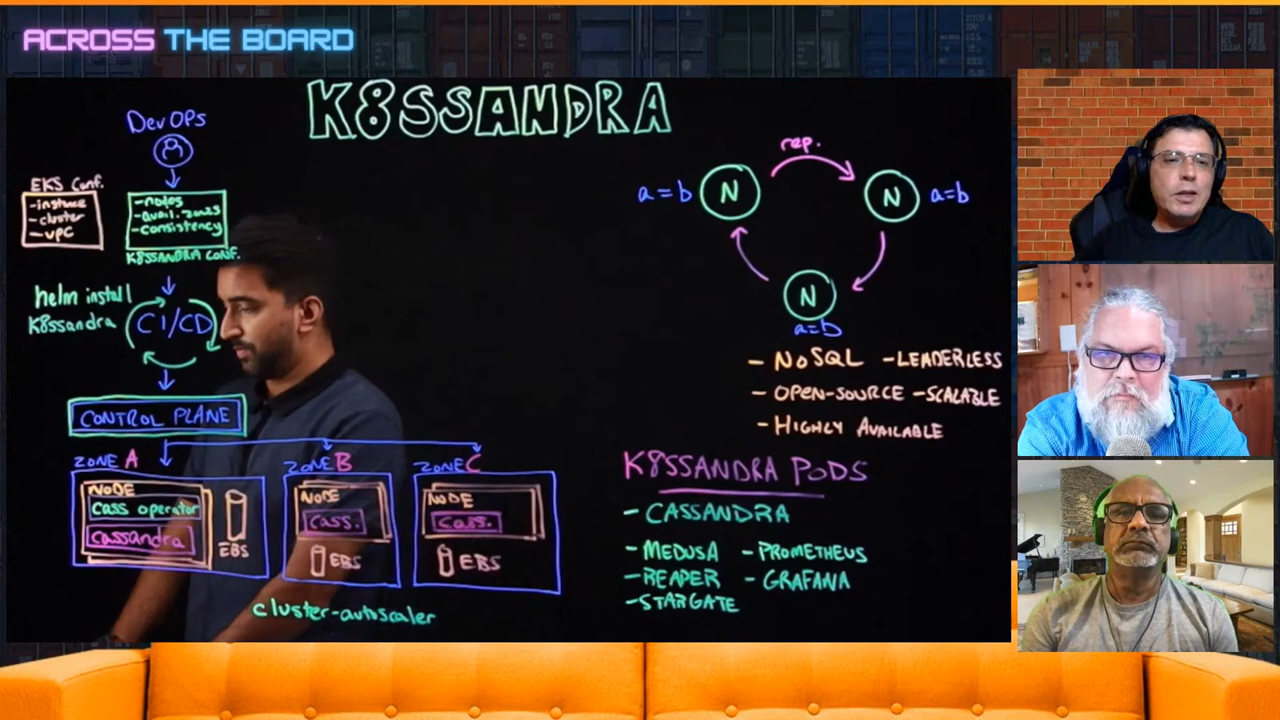 ACROSS THE BOARD
K8SSANDRA
DevOPs
EKS Conf.
-instance
-cluster
-VPC
-nodes
-avail. zones
-consistency
K8SSANDRA CONF.
helm install
K8ssandra
CI/CD
CONTROL PLANE
ZONE A
NODE
Cass operator
cassandra
EBS
ZONE B
NODE
Cass.
EBS
ZONE C
NODE
Cass.
EBS
cluster-autoscaler
rep.
a=b
N
N
a=b
N
a=b
- NoSQL -LEADERLESS
- OPEN-SOURCE -SCALABLE
- HIGHLY AVAILABLE
K8SSANDRA PODS
- CASSANDRA
- MEDUSA - PROMETHEUS
- REAPER - GRAFANA
- STARGATE